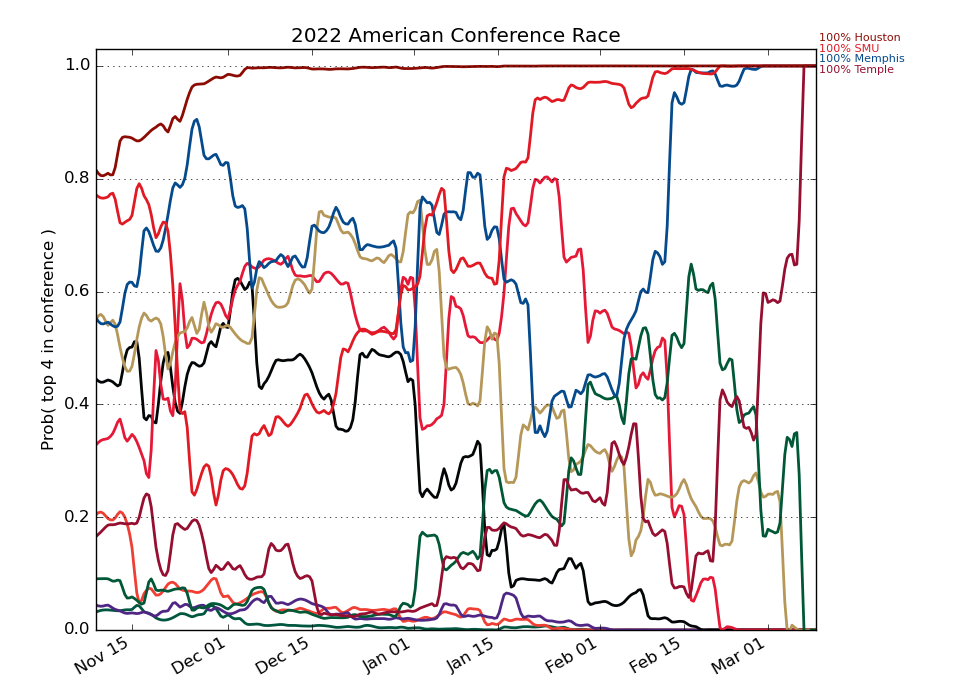 2022 American Conference Race
100% Houston
100% SMU
100% Memphis
100% Temple
Prob( top 4 in conference )
1.0
0.8
0.6
0.4
0.2
0.0
Nov 15
Dec 01
Dec 15
Jan 01
Jan 15
Feb 01
Feb 15
Mar 01